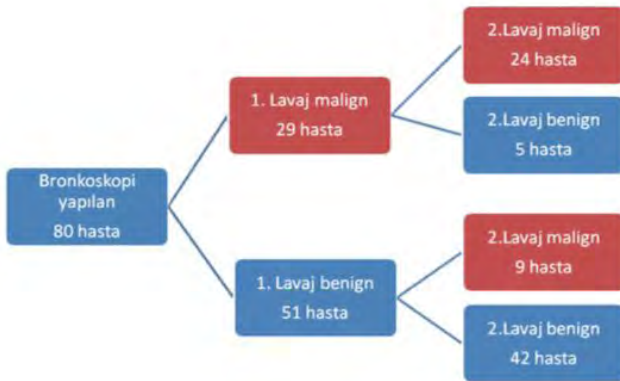 Bronkoskopi
yapılan
80 hasta
1. Lavaj malign
29 hasta
2.Lavaj malign
24 hasta
2.Lavaj benign
5 hasta
1. Lavaj benign
51 hasta
2.Lavaj malign
9 hasta
2.Lavaj benign
42 hasta